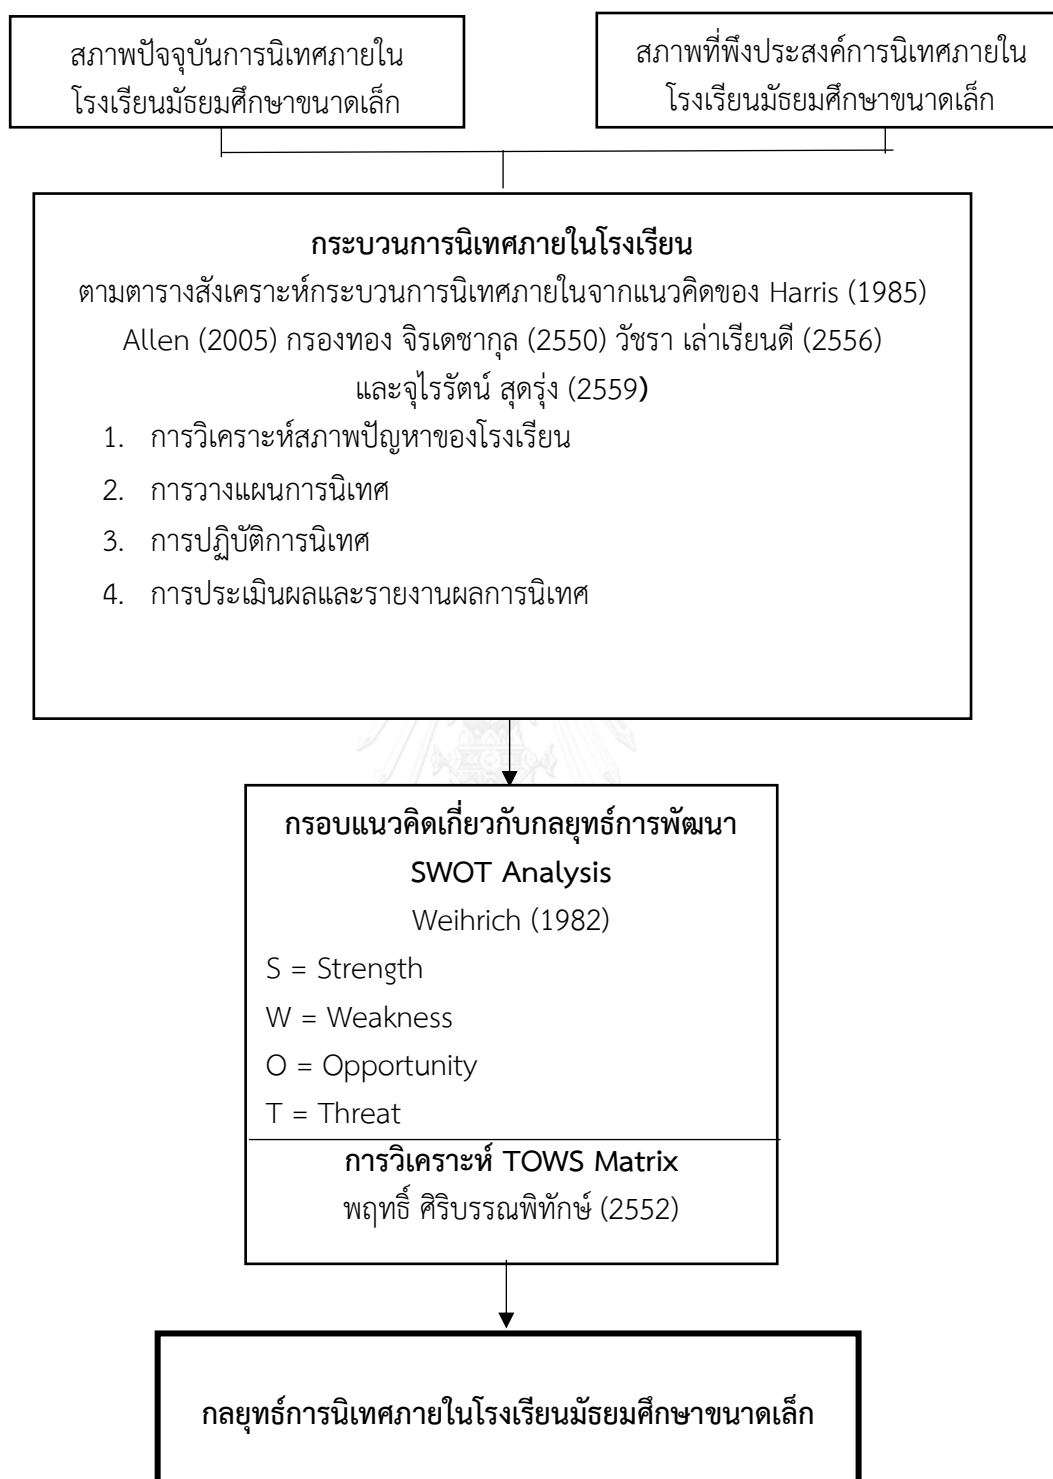 สภาพปัจจุบันการนิเทศภายใน
โรงเรียนมัธยมศึกษาขนาดเล็ก
สภาพที่พึงประสงค์การนิเทศภายใน
โรงเรียนมัธยมศึกษาขนาดเล็ก
กระบวนการนิเทศภายในโรงเรียน
ตามตารางสังเคราะห์กระบวนการนิเทศภายในจากแนวคิดของ Harris (1985)
Allen (2005) กรองทอง จิรเดชากุล (2550) วัชรา เล่าเรียนดี (2556)
และจุไรรัตน์ สุดรุ่ง (2559)
1. การวิเคราะห์สภาพปัญหาของโรงเรียน
2. การวางแผนการนิเทศ
3. การปฏิบัติการนิเทศ
4. การประเมินผลและรายงานผลการนิเทศ
กรอบแนวคิดเกี่ยวกับกลยุทธ์การพัฒนา
SWOT Analysis
Weihrich (1982)
S = Strength
W = Weakness
O = Opportunity
T = Threat
การวิเคราะห์ TOWS Matrix
พฤทธิ์ ศิริบรรณพิทักษ์ (2552)
กลยุทธ์การนิเทศภายในโรงเรียนมัธยมศึกษาขนาดเล็ก